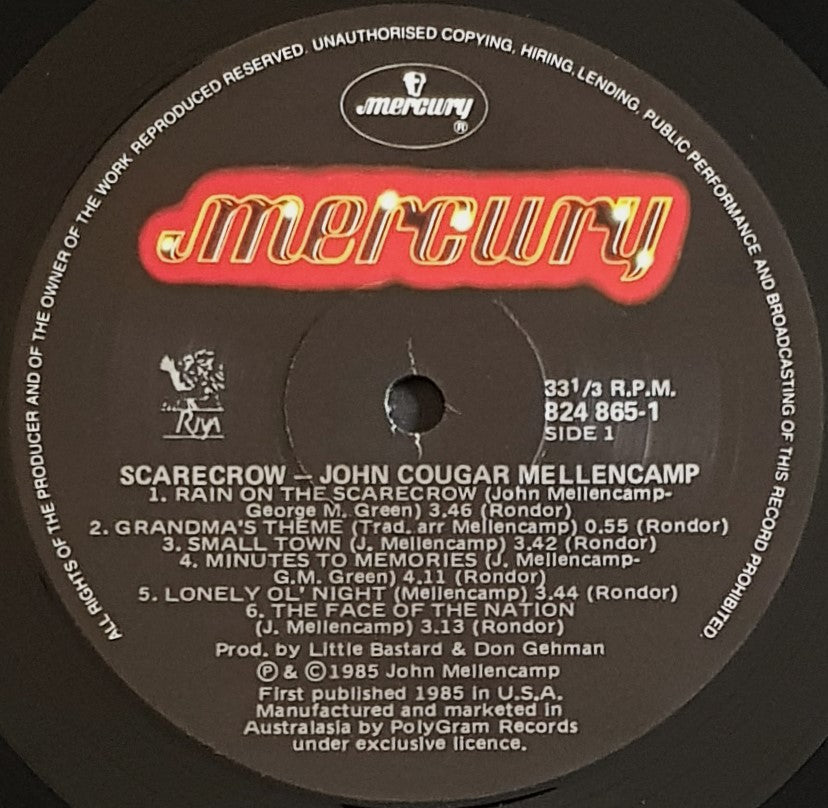 ALL RIGHTS OF THE PRODUCER AND OF THE OWNER OF THE WORK REPRODUCED RESERVED. UNAUTHORISED COPYING, HIRING, LENDING, PUBLIC PERFORMANCE AND BROADCASTING OF THIS RECORD PROHIBITED.
mercury
®
mercury
Riva
33 1/3 R.P.M.
824 865-1
SIDE 1
SCARECROW — JOHN COUGAR MELLENCAMP
1. RAIN ON THE SCARECROW (John Mellencamp-
George M. Green) 3.46 (Rondor)
2. GRANDMA'S THEME (Trad. arr Mellencamp) 0.55 (Rondor)
3. SMALL TOWN (J. Mellencamp) 3.42 (Rondor)
4. MINUTES TO MEMORIES (J. Mellencamp-
G.M. Green) 4.11 (Rondor)
5. LONELY OL' NIGHT (Mellencamp) 3.44 (Rondor)
6. THE FACE OF THE NATION
(J. Mellencamp) 3.13 (Rondor)
Prod. by Little Bastard & Don Gehman
℗ & ©1985 John Mellencamp
First published 1985 in U.S.A.
Manufactured and marketed in
Australasia by PolyGram Records
under exclusive licence.